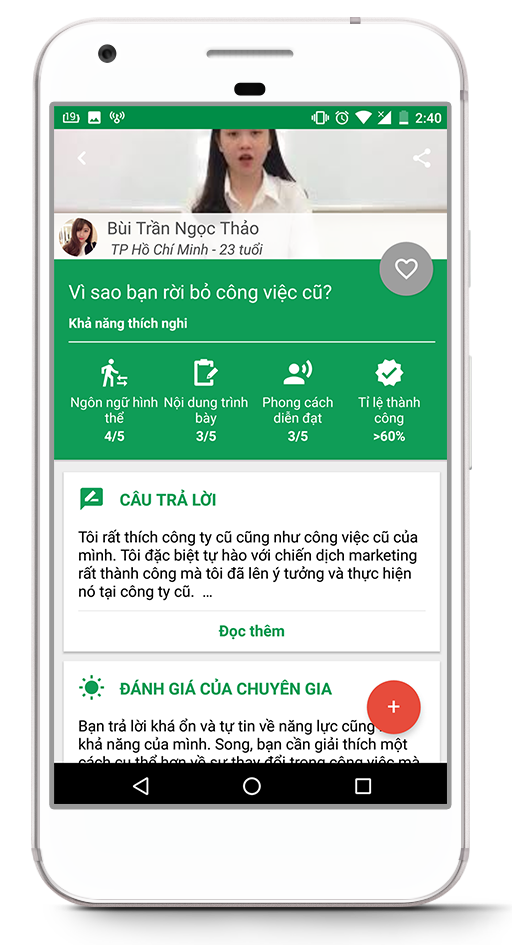 19 2:40
Bùi Trần Ngọc Thảo
TP Hồ Chí Minh - 23 tuổi
Vì sao bạn rời bỏ công việc cũ?
Khả năng thích nghi
Ngôn ngữ hình thể
4/5
Nội dung trình bày
3/5
Phong cách diễn đạt
3/5
Tỉ lệ thành công
>60%
CÂU TRẢ LỜI
Tôi rất thích công ty cũ cũng như công việc cũ của
mình. Tôi đặc biệt tự hào với chiến dịch marketing
rất thành công mà tôi đã lên ý tưởng và thực hiện
nó tại công ty cũ. ...
Đọc thêm
ĐÁNH GIÁ CỦA CHUYÊN GIA
+
Bạn trả lời khá ổn và tự tin về năng lực cũng
khả năng của mình. Song, bạn cần giải thích một
cách cụ thể hơn về sự thay đổi trong công việc mà